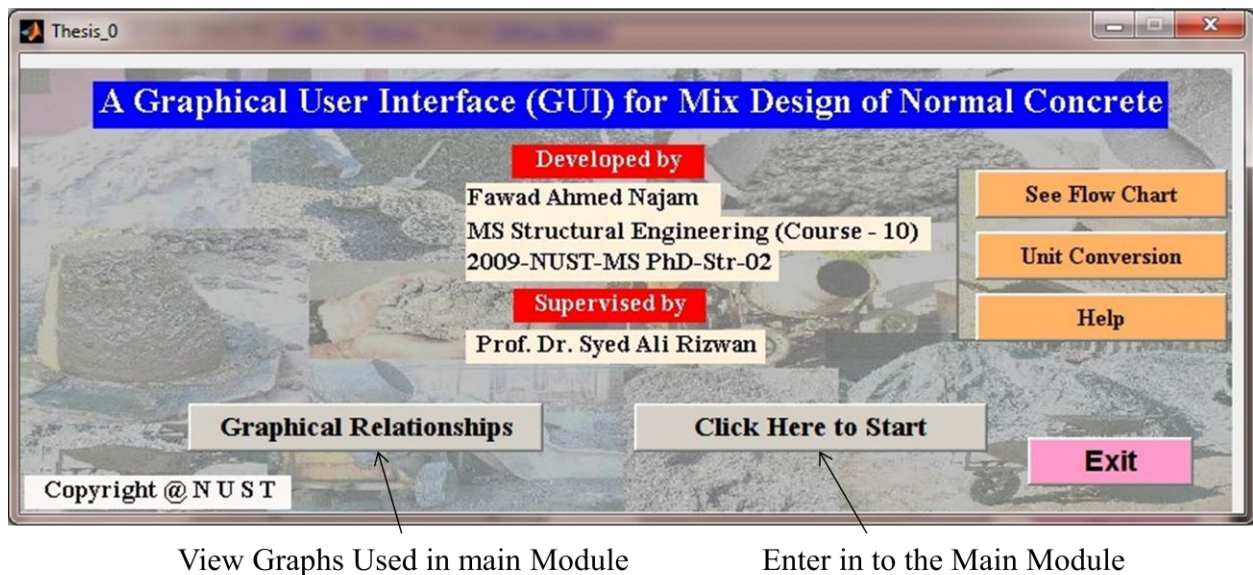 Thesis_0
A Graphical User Interface (GUI) for Mix Design of Normal Concrete
Developed by
Fawad Ahmed Najam
MS Structural Engineering (Course - 10)
2009-NUST-MS PhD-Str-02
Supervised by
Prof. Dr. Syed Ali Rizwan
See Flow Chart
Unit Conversion
Help
Graphical Relationships
Click Here to Start
Exit
Copyright @ N U S T
View Graphs Used in main Module
Enter in to the Main Module